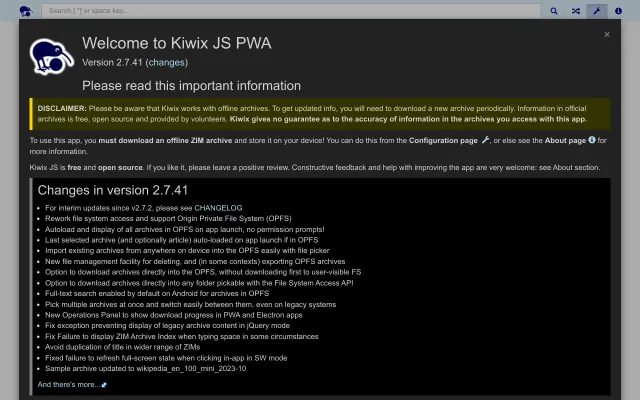 Search [.*] or space key...
Welcome to Kiwix JS PWA
×
Version 2.7.41 (changes)
Please read this important information
DISCLAIMER: Please be aware that Kiwix works with offline archives. To get updated info, you will need to download a new archive periodically. Information in official
archives is free, open source and provided by volunteers. Kiwix gives no guarantee as to the accuracy of information in the archives you access with this app.
To use this app, you must download an offline ZIM archive and store it on your device! You can do this from the Configuration page , or else see the About page for
more information.
Kiwix JS is free and open source. If you like it, please leave a positive review. Constructive feedback and help with improving the app are very welcome: see About section.
Changes in version 2.7.41
• For interim updates since v2.7.2, please see CHANGELOG
• Rework file system access and support Origin Private File System (OPFS)
• Autoload and display of all archives in OPFS on app launch, no permission prompts!
• Last selected archive (and optionally article) auto-loaded on app launch if in OPFS
• Import existing archives from anywhere on device into the OPFS easily with file picker
• New file management facility for deleting, and (in some contexts) exporting OPFS archives
• Option to download archives directly into the OPFS, without downloading first to user-visible FS
• Option to download archives directly into any folder pickable with the File System Access API
• Full-text search enabled by default on Android for archives in OPFS
• Pick multiple archives at once and switch easily between them, even on legacy systems
• New Operations Panel to show download progress in PWA and Electron apps
• Fix exception preventing display of legacy archive content in jQuery mode
• Fix Failure to display ZIM Archive Index when typing space in some circumstances
• Avoid duplication of title in wider range of ZIMs
• Fixed failure to refresh full-screen state when clicking in-app in SW mode
• Sample archive updated to wikipedia_en_100_mini_2023-10
And there's more...